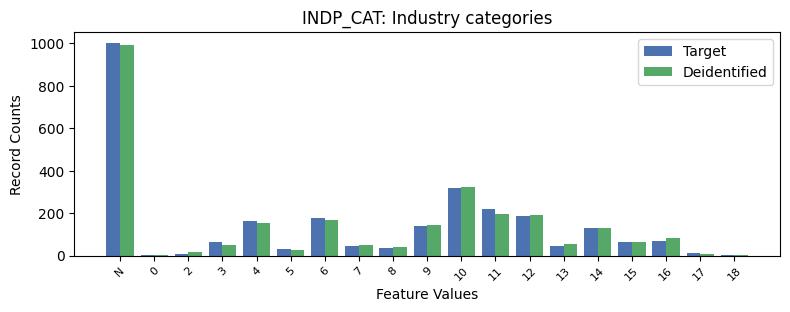 INDP_CAT: Industry categories
Target
Deidentified
Record Counts
1000
800
600
400
200
0
N 0 2 3 4 5 6 7 8 9 10 11 12 13 14 15 16 17 18
Feature Values